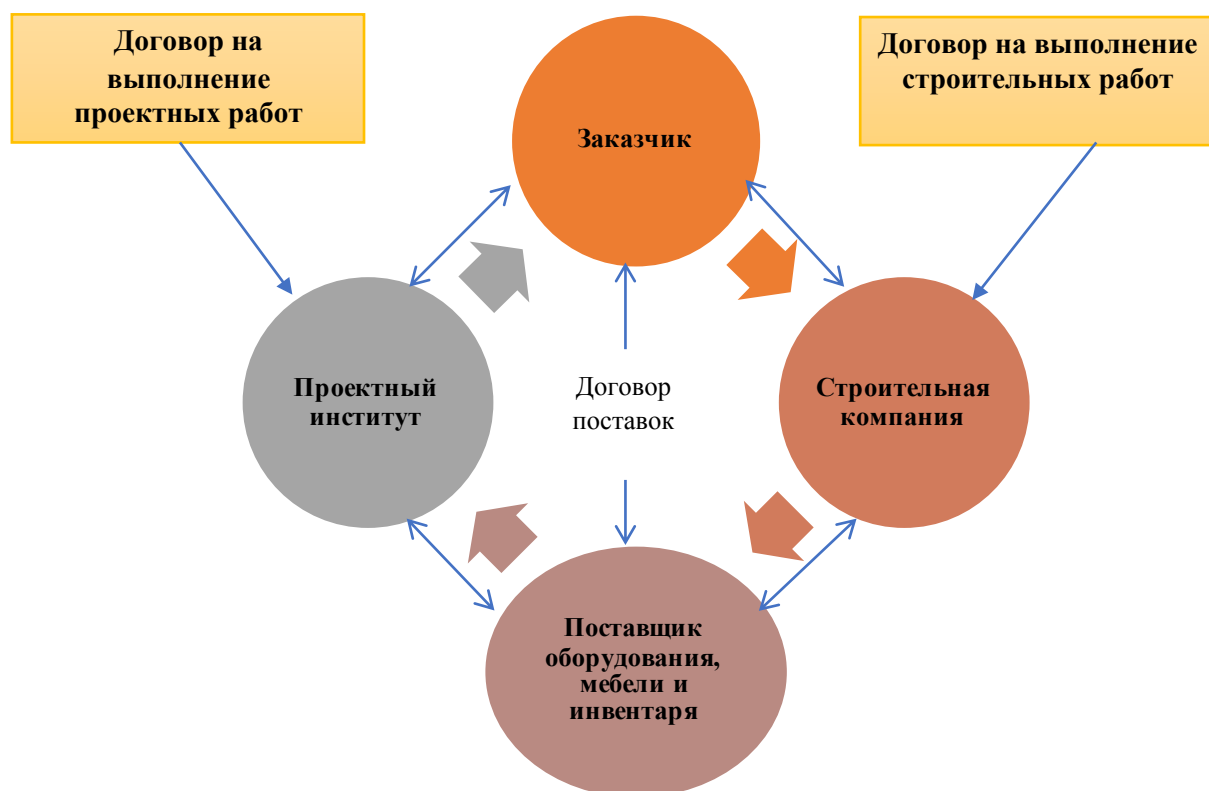 Договор на
выполнение
проектных работ
Договор на выполнение
строительных работ
Заказчик
Проектный
институт
Договор
поставок
Строительная
компания
Поставщик
оборудования,
мебели и
инвентаря